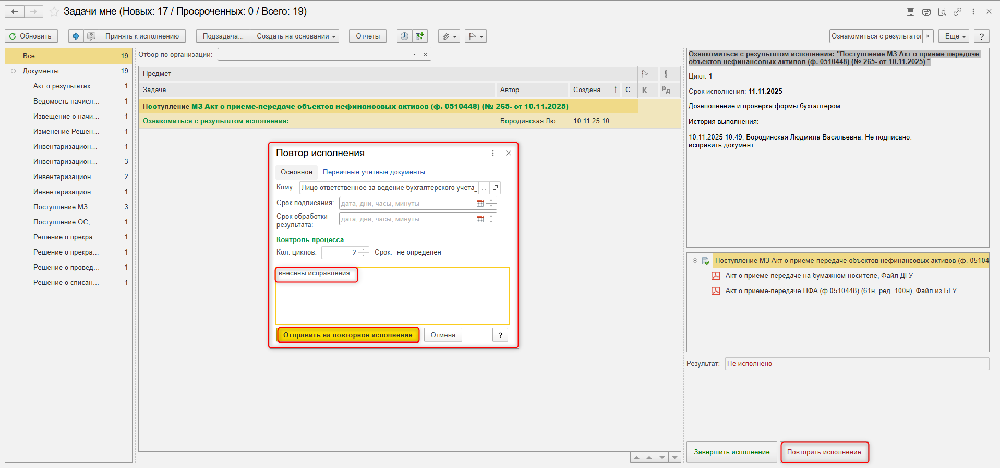 Задачи мне (Новых: 17 / Просроченных: 0 / Всего: 19)
Обновить
Принять к исполнению
Подзадача...
Создать на основании
Отчеты
Ознакомиться с результато
Еще
?
Все 19
Документы 19
Акт о результатах ... 1
Ведомость начисл... 1
Извещение о начи... 1
Изменение Решен... 1
Инвентаризацион... 1
Инвентаризацион... 3
Инвентаризацион... 2
Инвентаризацион... 1
Поступление МЗ ... 3
Поступление ОС, ... 1
Решение о прекра... 1
Решение о прекра... 1
Решение о провед... 1
Решение о списан... 1
Отбор по организации:
Предмет
Задача Автор Создана ↑ С.. К Рд
Поступление МЗ Акт о приеме-передаче объектов нефинансовых активов (ф. 0510448) (№ 265- от 10.11.2025)
Ознакомиться с результатом исполнения: Бородинская Лю... 10.11.25 10...
Повтор исполнения
Основное Первичные учетные документы
Кому: Лицо ответственное за ведение бухгалтерского учета_ ...
Срок подписания: дата, дни, часы, минуты
Срок обработки
результата: дата, дни, часы, минуты
Контроль процесса
Кол. циклов: 2 Срок: не определен
внесены исправления
Отправить на повторное исполнение
Отмена
?
Ознакомиться с результатом исполнения: "Поступление МЗ Акт о приеме-передаче
объектов нефинансовых активов (ф. 0510448) (№ 265- от 10.11.2025) "
Цикл: 1
Срок исполнения: 11.11.2025
Дозаполнение и проверка формы бухгалтером
История выполнения:
------------------------------------
10.11.2025 10:49, Бородинская Людмила Васильевна. Не подписано:
исправить документ
Поступление МЗ Акт о приеме-передаче объектов нефинансовых активов (ф. 05104
Акт о приеме-передаче на бумажном носителе, Файл ДГУ
Акт о приеме-передаче НФА (ф.0510448) (61н, ред. 100н), Файл из БГУ
Результат: Не исполнено
Завершить исполнение
Повторить исполнение